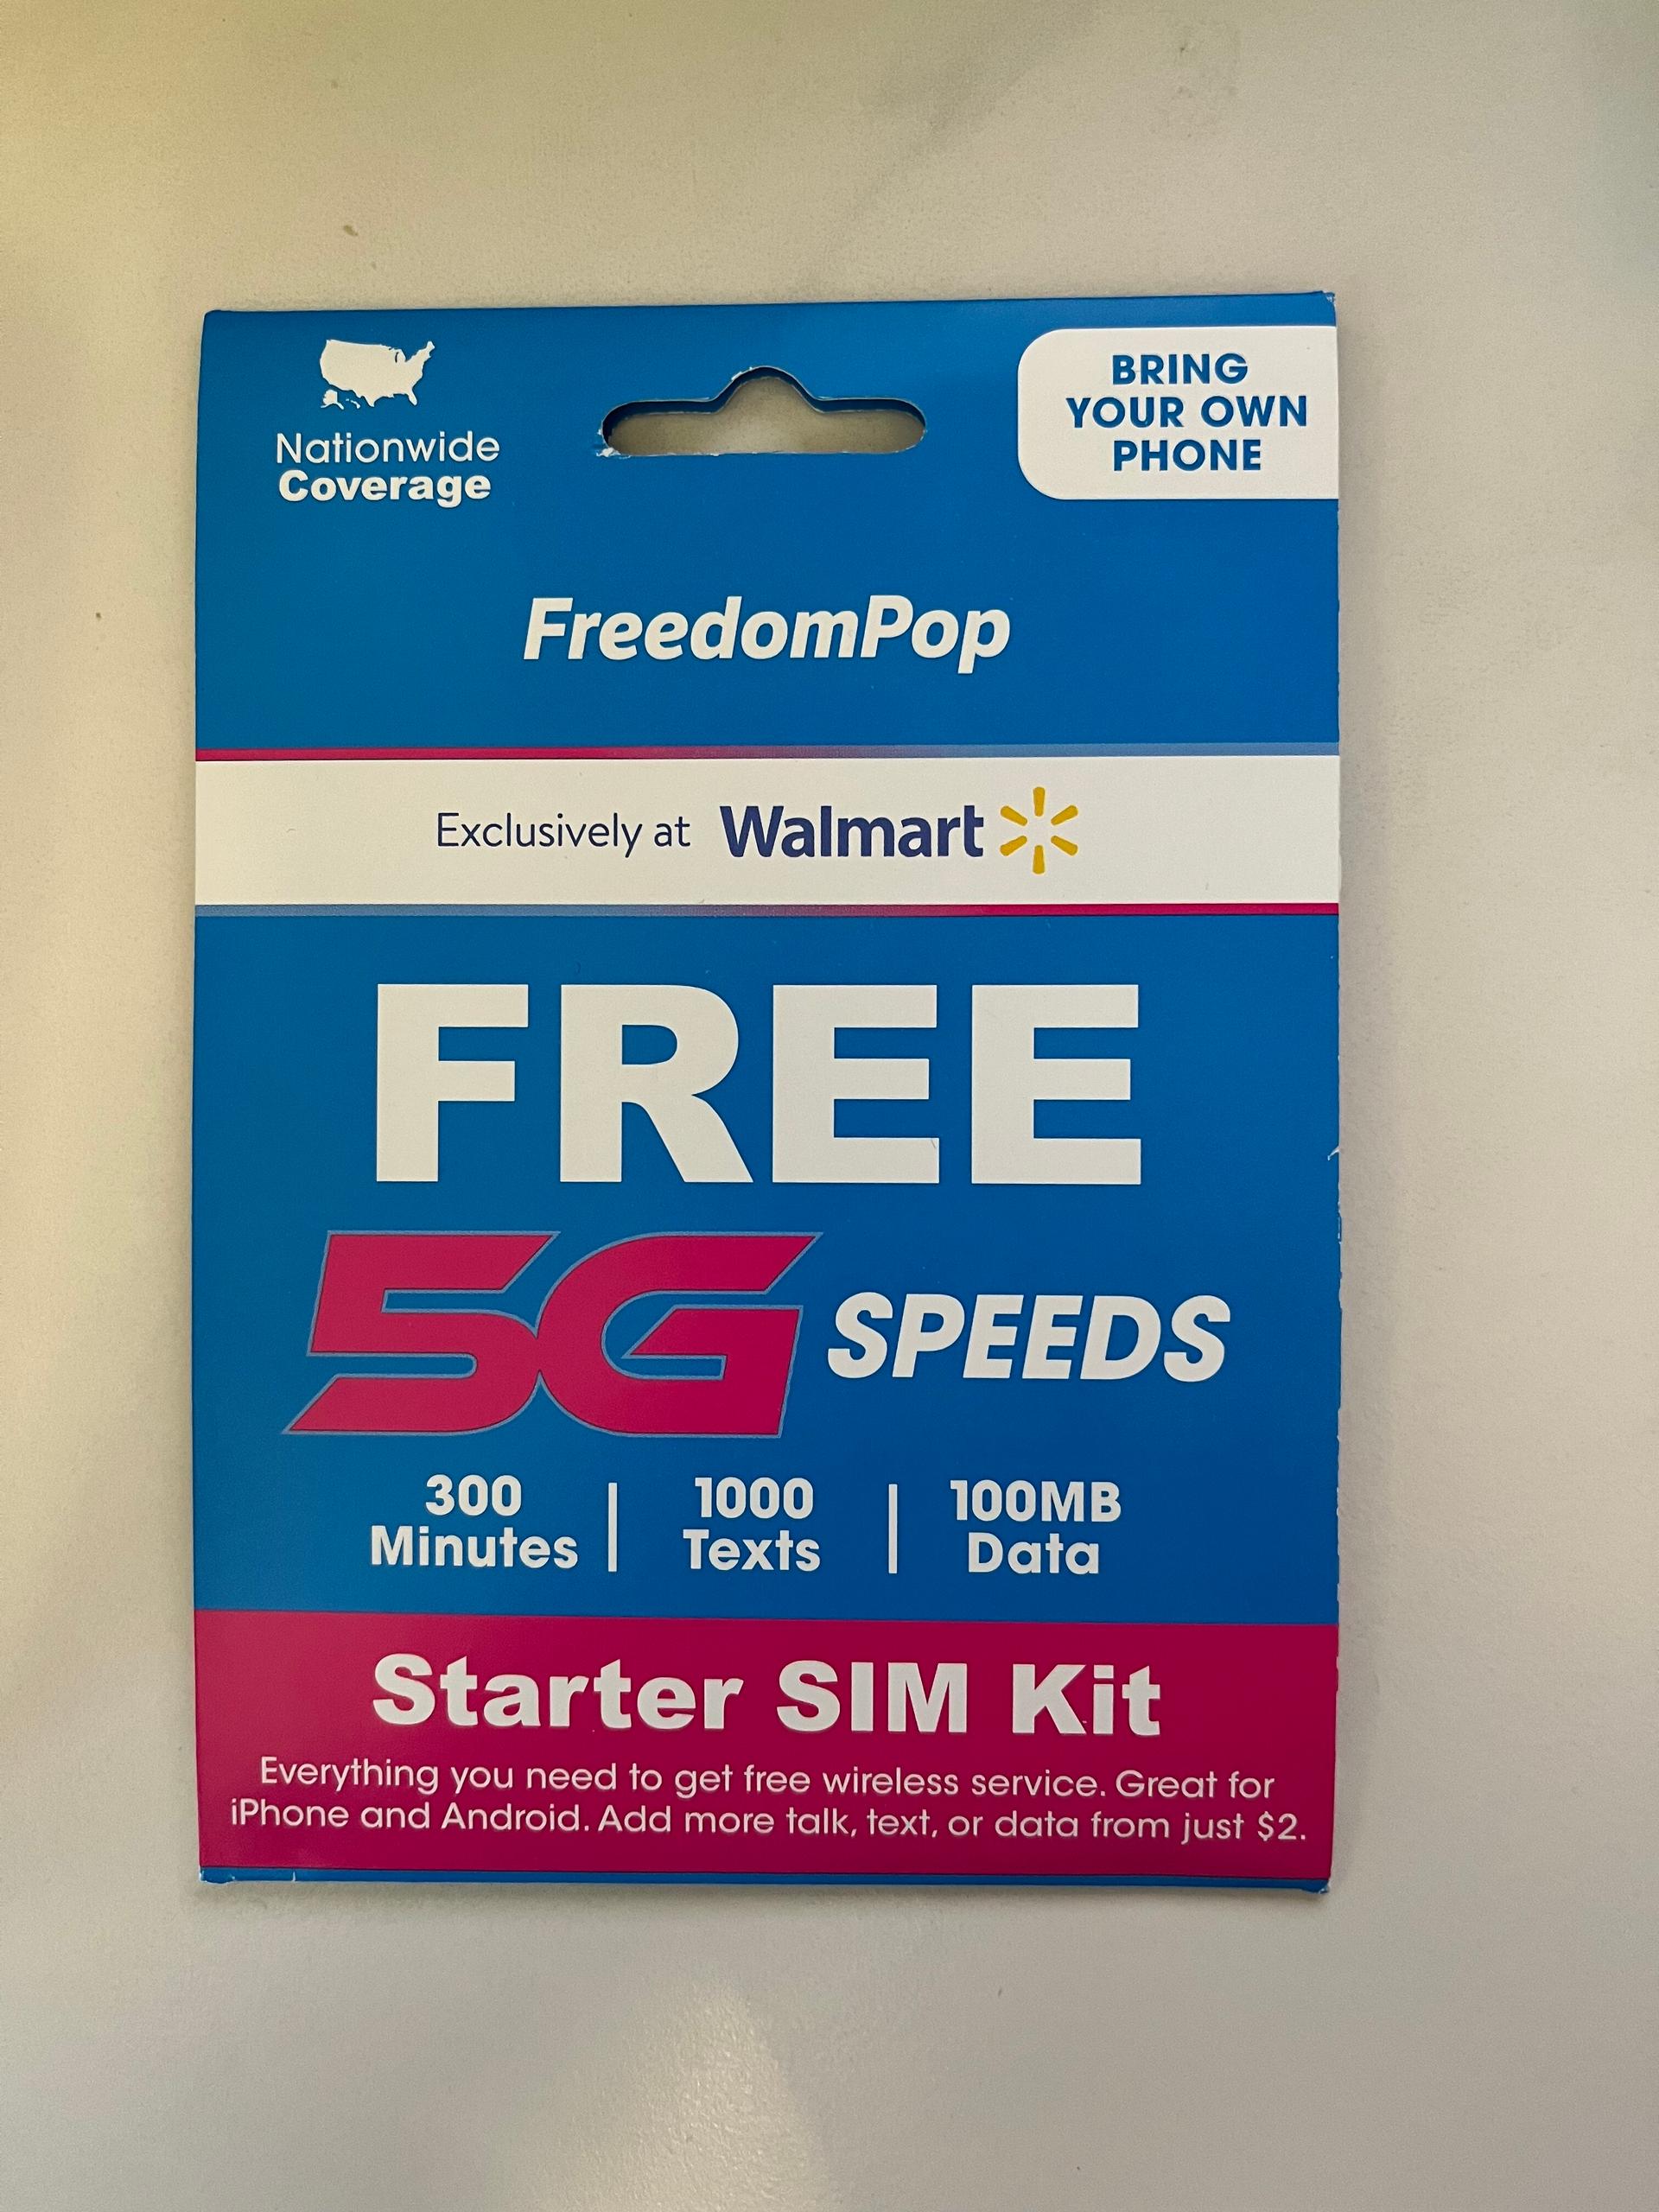 Nationwide
Coverage
BRING
YOUR OWN
PHONE
FreedomPop
Exclusively at Walmart
FREE
5G SPEEDS
300 Minutes | 1000 Texts | 100MB Data
Starter SIM Kit
Everything you need to get free wireless service. Great for
iPhone and Android. Add more talk, text, or data from just $2.